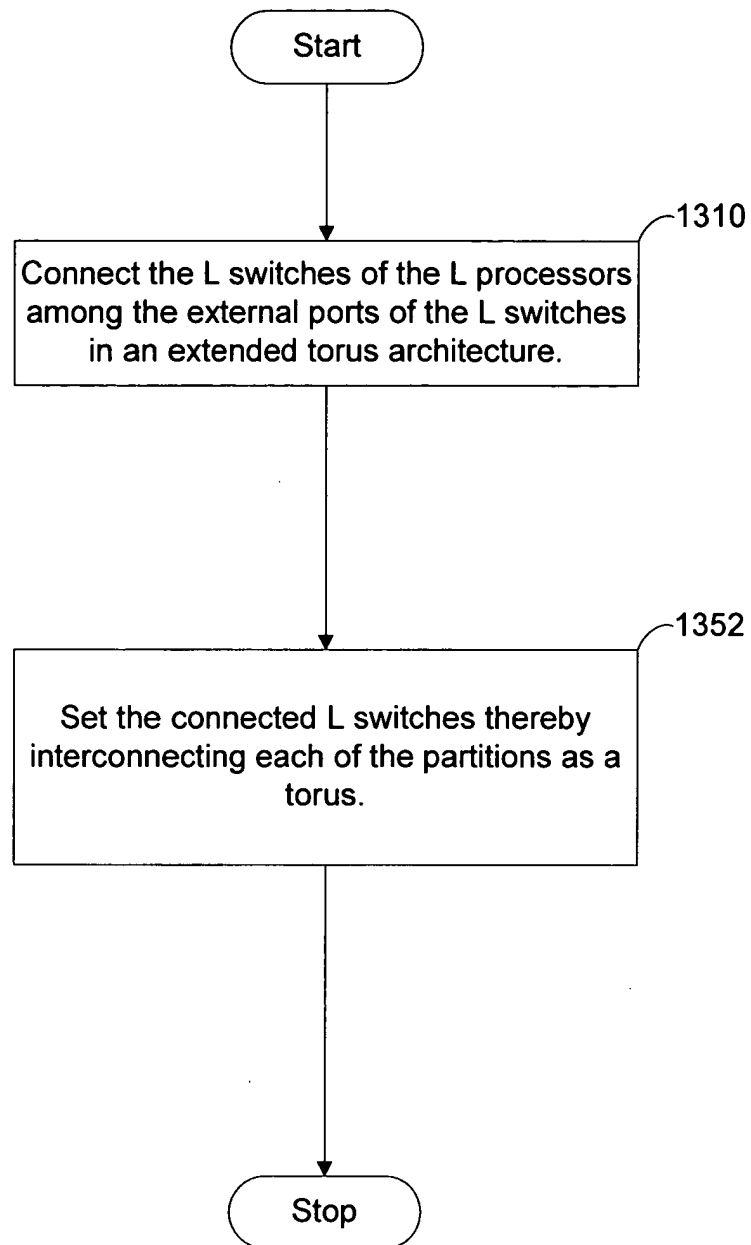 Start
1310
Connect the L switches of the L processors
among the external ports of the L switches
in an extended torus architecture.
1352
Set the connected L switches thereby
interconnecting each of the partitions as a
torus.
Stop